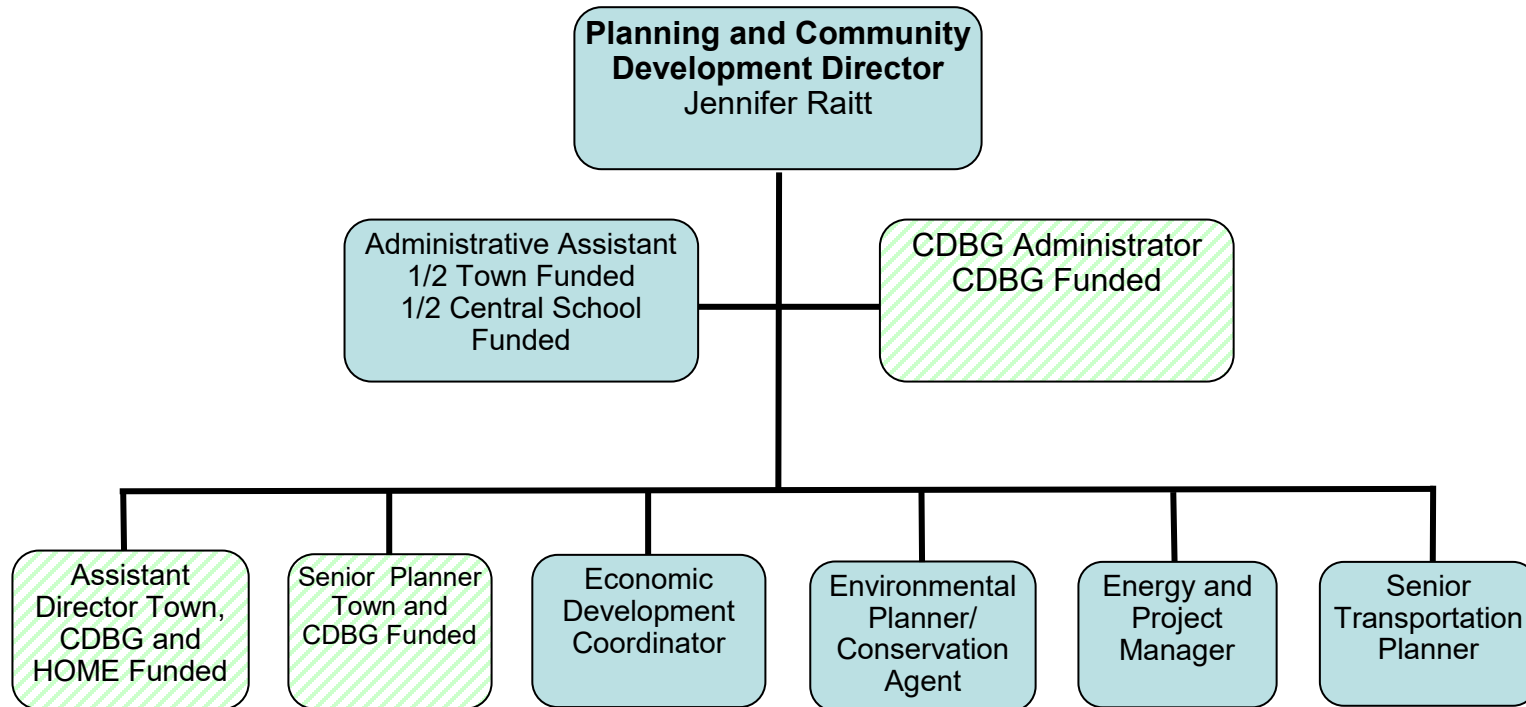 Planning and Community
Development Director
Jennifer Raitt
Administrative Assistant
1/2 Town Funded
1/2 Central School
Funded
CDBG Administrator
CDBG Funded
Assistant
Director Town,
CDBG and
HOME Funded
Senior Planner
Town and
CDBG Funded
Economic
Development
Coordinator
Environmental
Planner/
Conservation
Agent
Energy and
Project
Manager
Senior
Transportation
Planner